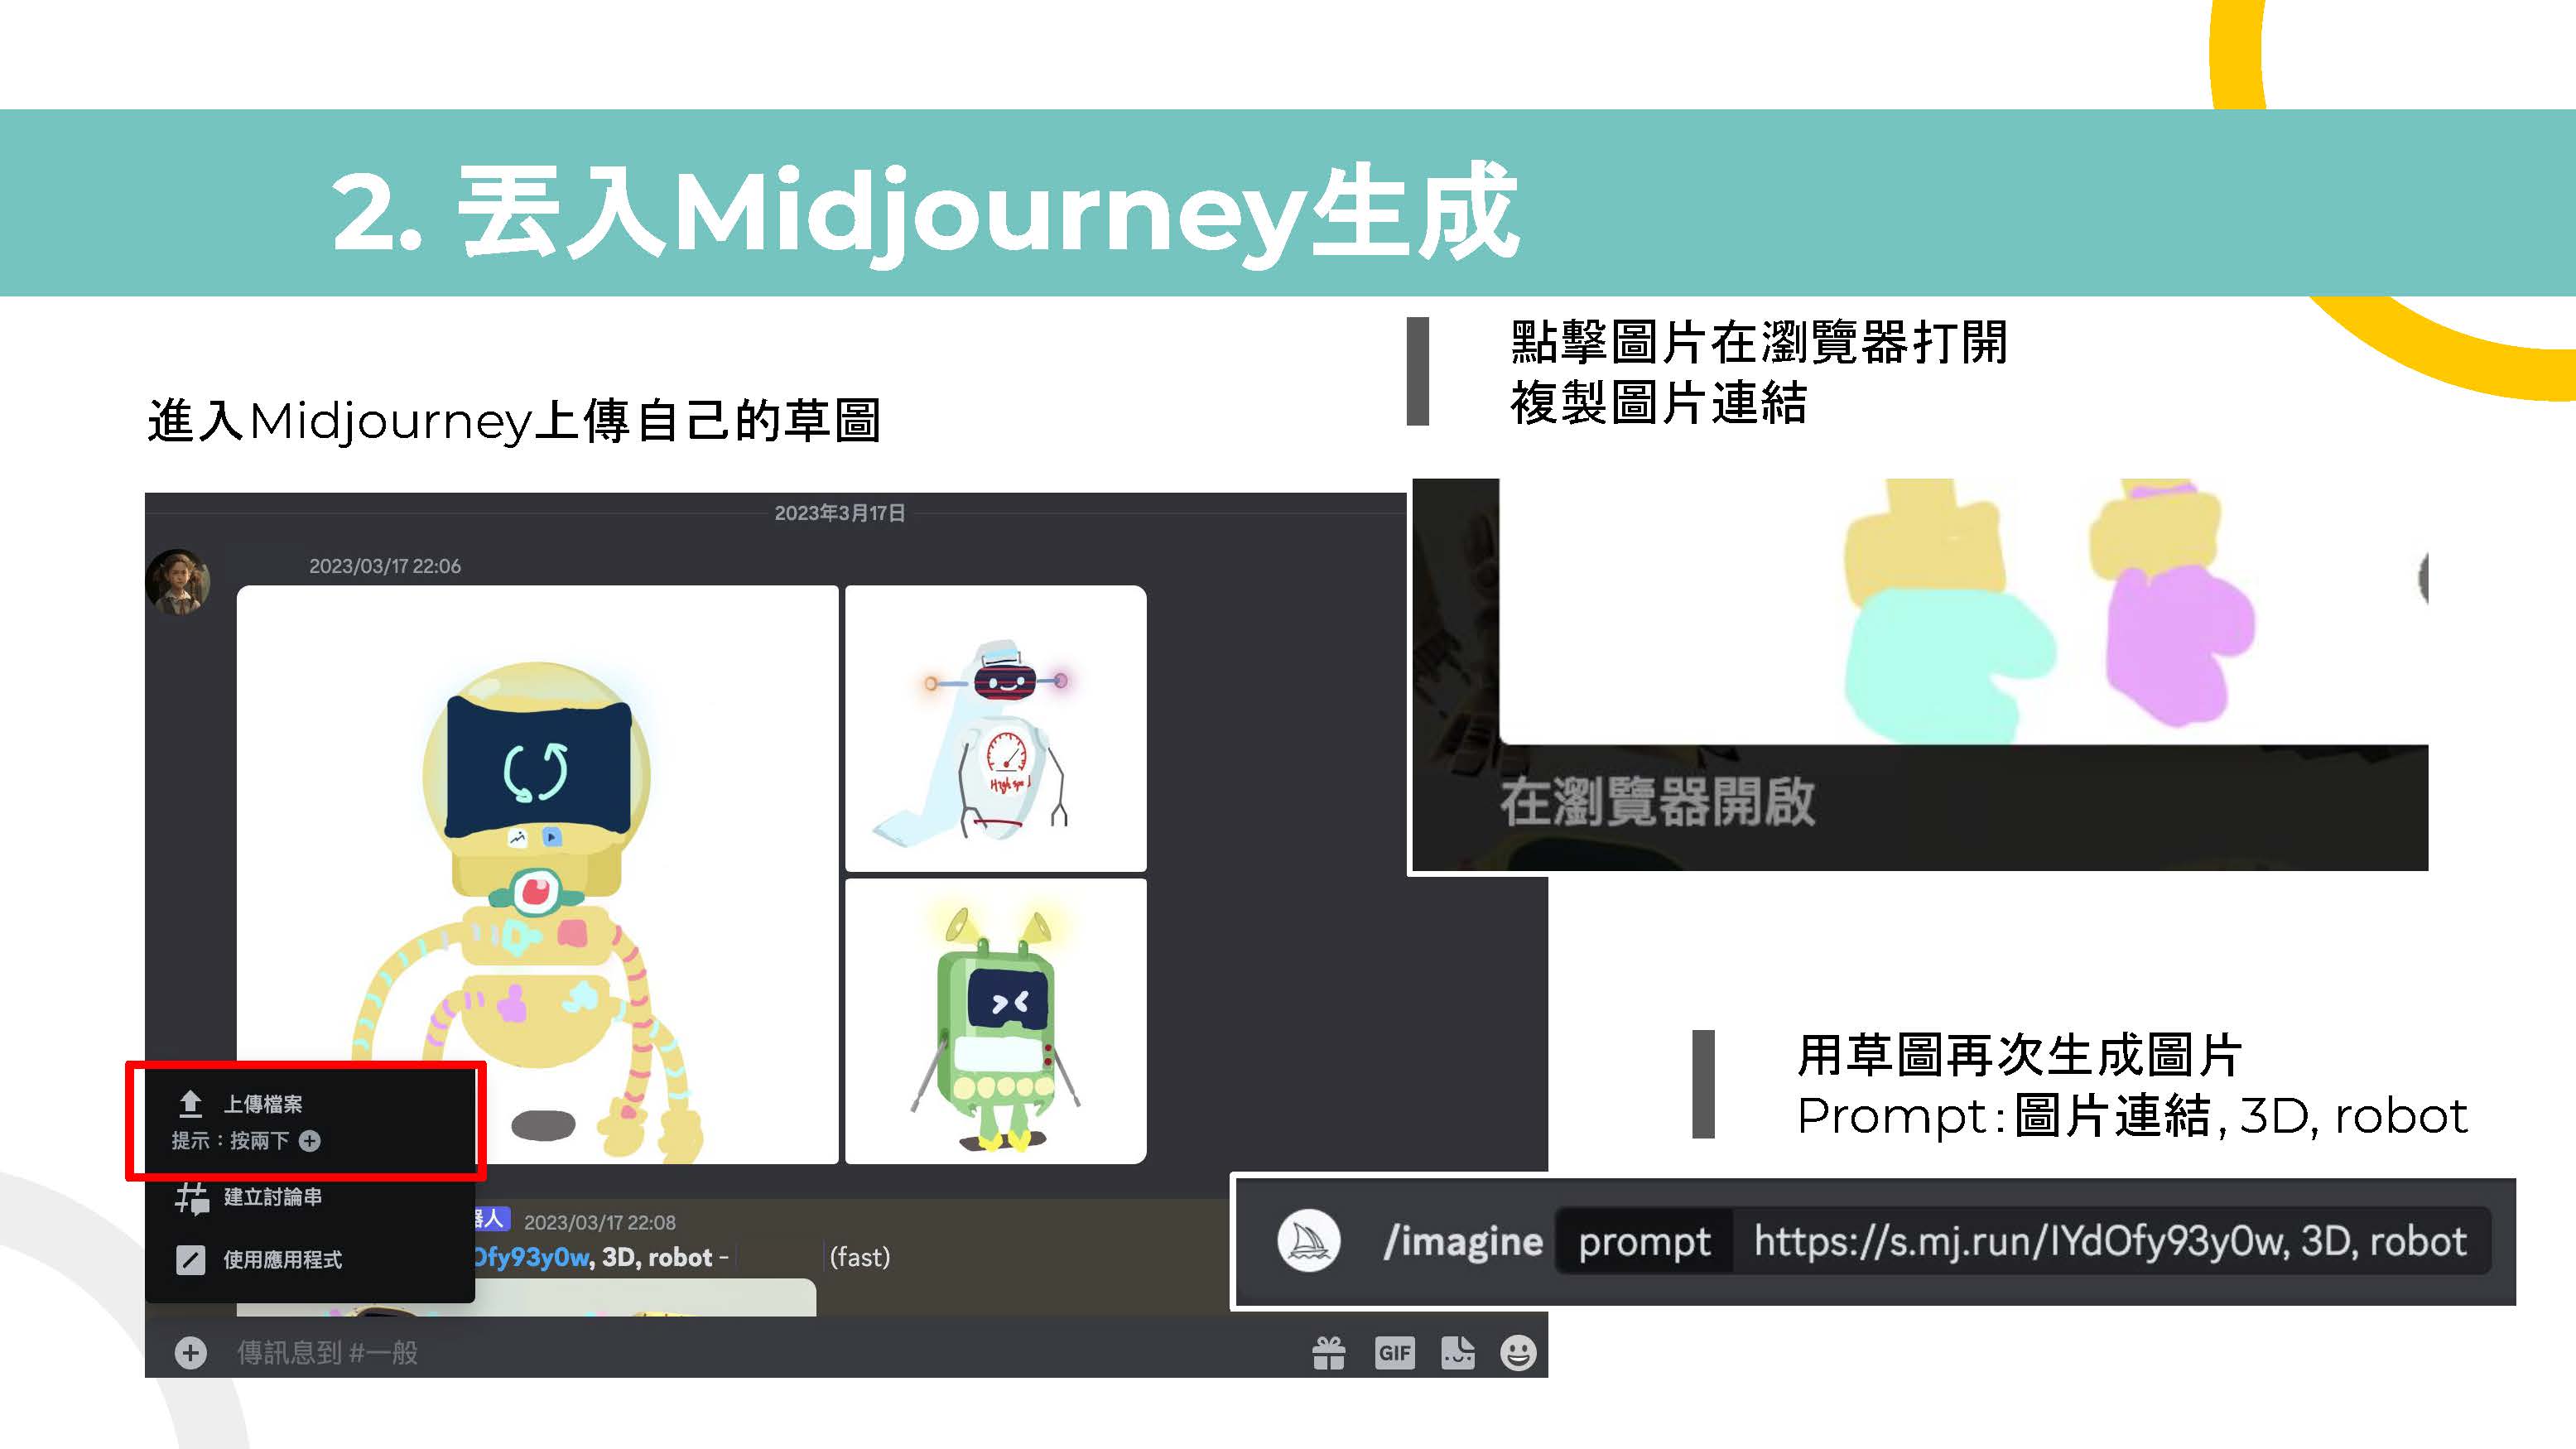 2. 丟入Midjourney生成
進入Midjourney上傳自己的草圖
2023年3月17日
2023/03/17 22:06
上傳檔案
提示：按兩下
建立討論串
使用應用程式
器人 2023/03/17 22:08
Ofy93y0w, 3D, robot - (fast)
傳訊息到 #一般
GIF
點擊圖片在瀏覽器打開
複製圖片連結
在瀏覽器開啟
用草圖再次生成圖片
Prompt：圖片連結, 3D, robot
/imagine prompt https://s.mj.run/IYdOfy93y0w, 3D, robot